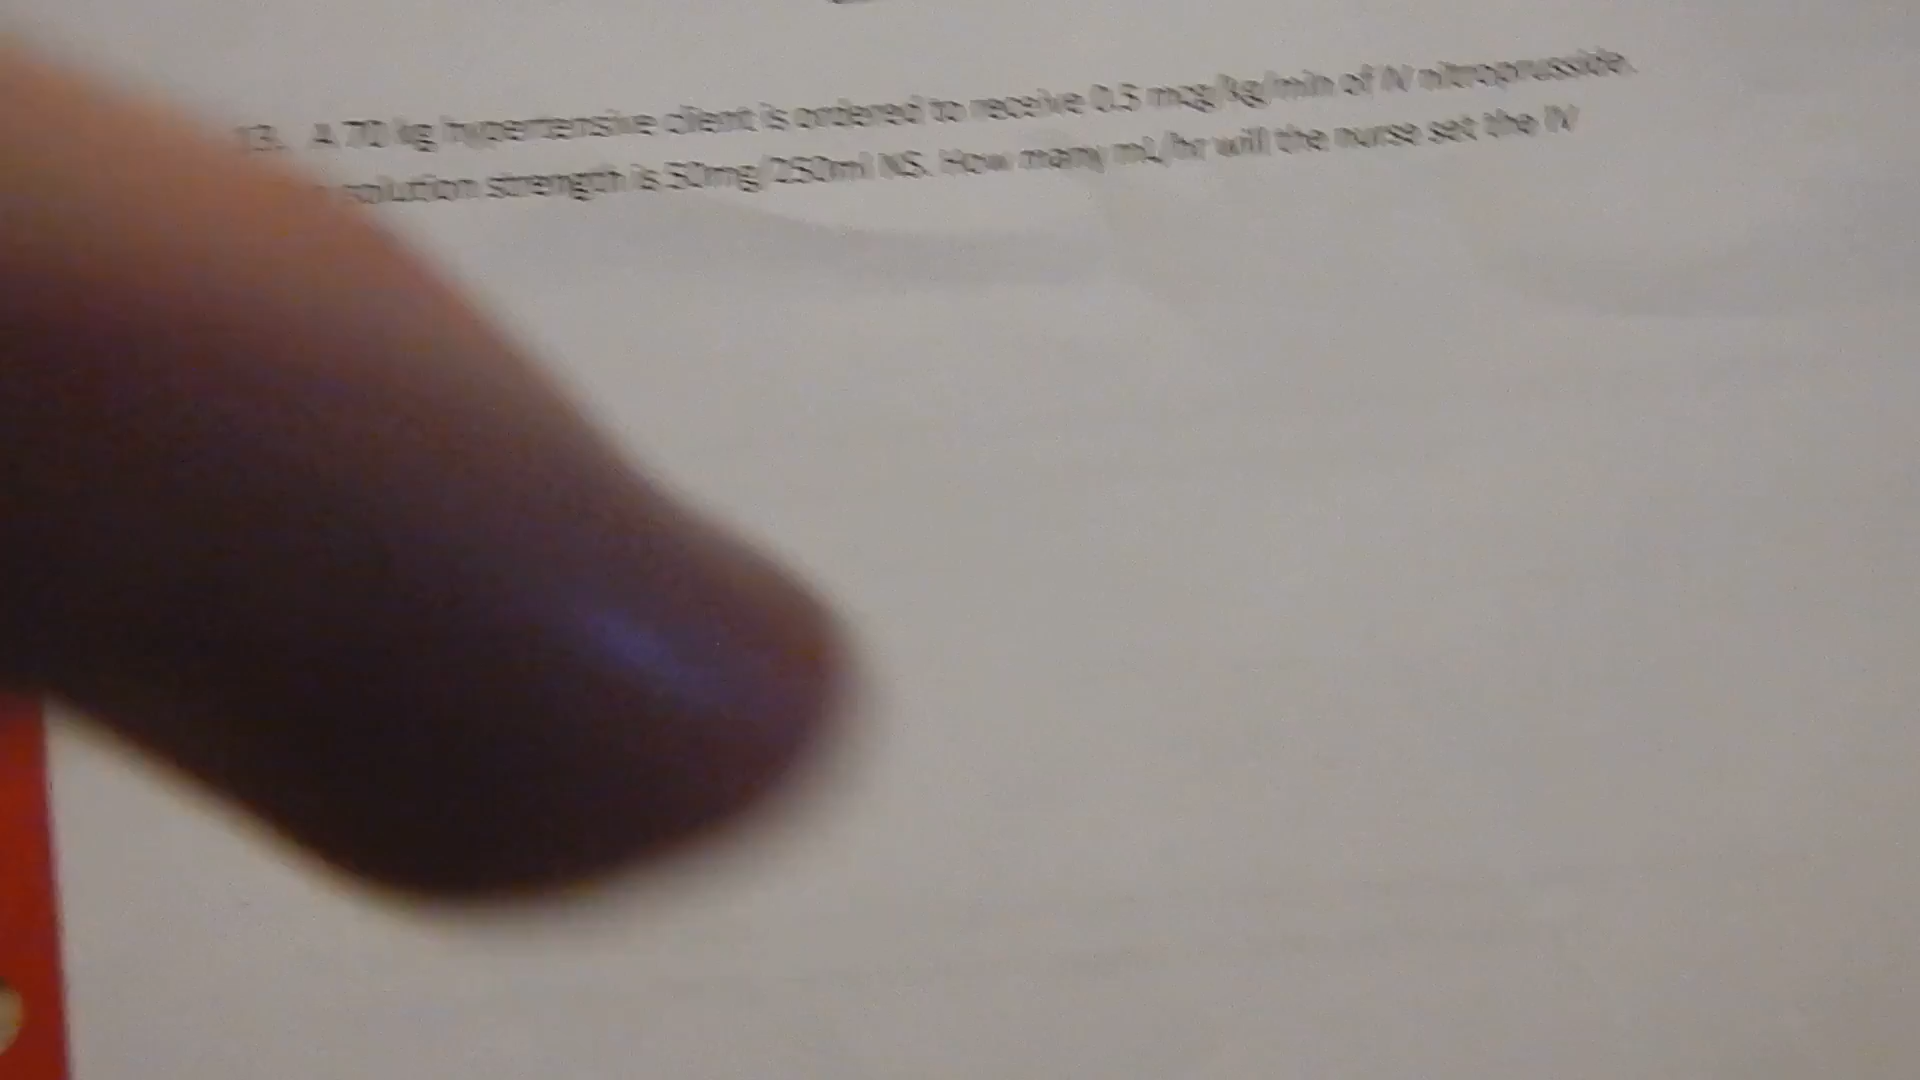 13. A 70 kg hypertensive client is ordered to receive 0.5 mcg/kg/min of IV nitroprusside.
solution strength is 50mg/250ml NS. How many mL/hr will the nurse set the IV